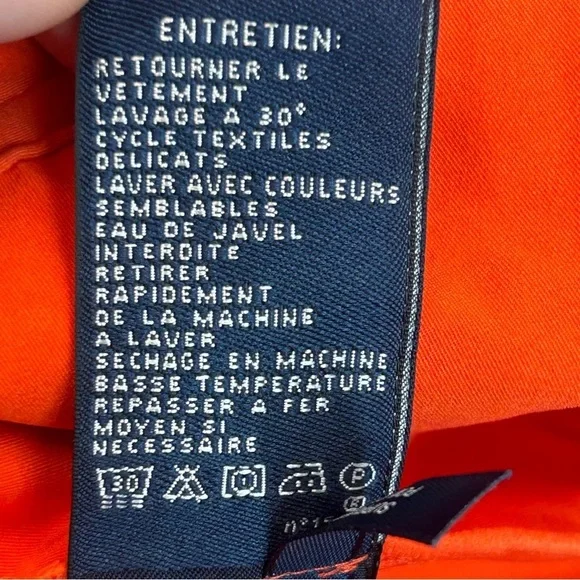 ENTRETIEN:
RETOURNER LE
VETEMENT
LAVAGE A 30°
CYCLE TEXTILES
DELICATS
LAVER AVEC COULEURS
SEMBLABLES
EAU DE JAVEL
INTERDITE
RETIRER
RAPIDEMENT
DE LA MACHINE
A LAVER
SECHAGE EN MACHINE
BASSE TEMPERATURE
REPASSER A FER
MOYEN SI
NECESSAIRE
30 P